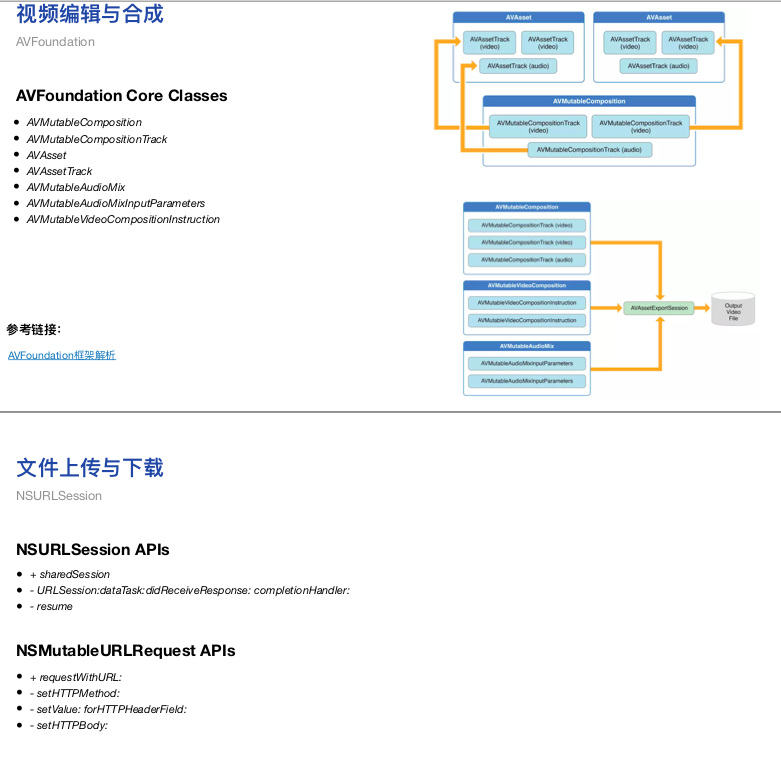 视频编辑与合成
AVFoundation
AVFoundation Core Classes
AVMutableComposition
AVMutableCompositionTrack
AVAsset
AVAssetTrack
AVMutableAudioMix
AVMutableAudioMixInputParameters
AVMutableVideoCompositionInstruction
参考链接：
AVFoundation框架解析
AVAsset
AVAssetTrack
(video)
AVAssetTrack
(video)
AVAssetTrack (audio)
AVAsset
AVAssetTrack
(video)
AVAssetTrack
(video)
AVAssetTrack (audio)
AVMutableComposition
AVMutableCompositionTrack
(video)
AVMutableCompositionTrack
(video)
AVMutableCompositionTrack (audio)
AVMutableComposition
AVMutableCompositionTrack (video)
AVMutableCompositionTrack (video)
AVMutableCompositionTrack (audio)
AVMutableVideoComposition
AVMutableVideoCompositionInstruction
AVMutableVideoCompositionInstruction
AVMutableAudioMix
AVMutableAudioMixInputParameters
AVMutableAudioMixInputParameters
AVAssetExportSession
Output
Video
File
文件上传与下载
NSURLSession
NSURLSession APIs
+ sharedSession
- URLSession:dataTask:didReceiveResponse: completionHandler:
- resume
NSMutableURLRequest APIs
+ requestWithURL:
- setHTTPMethod:
- setValue: forHTTPHeaderField:
- setHTTPBody: